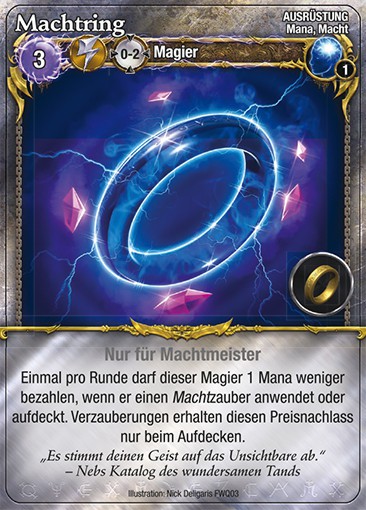 Machtring
AUSRÜSTUNG
Mana, Macht
3
0-2
Magier
1
Nur für Machtmeister
Einmal pro Runde darf dieser Magier 1 Mana weniger
bezahlen, wenn er einen Machtzauber anwendet oder
aufdeckt. Verzauberungen erhalten diesen Preisnachlass
nur beim Aufdecken.
„Es stimmt deinen Geist auf das Unsichtbare ab.“
– Nebs Katalog des wundersamen Tands
Illustration: Nick Deligaris FWQ03